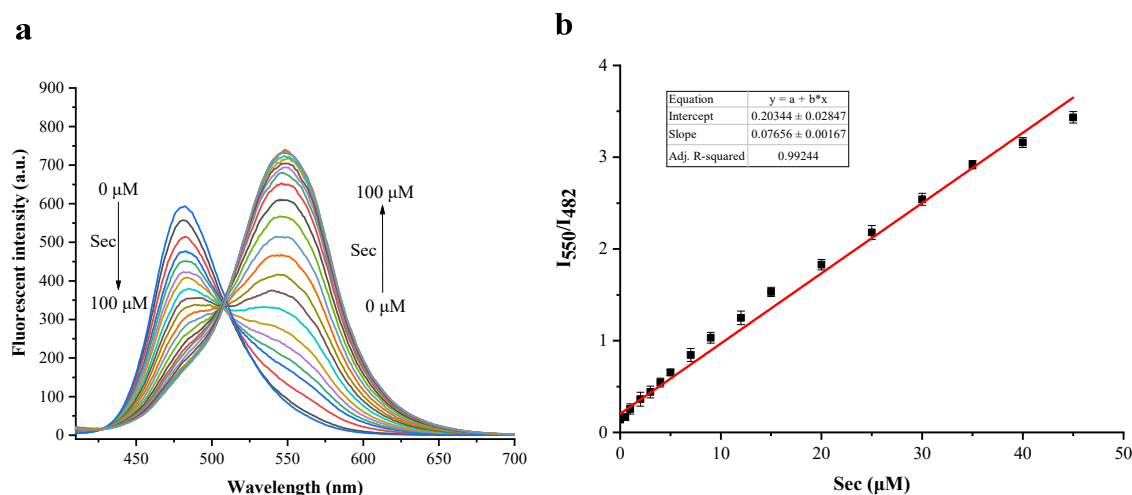 a
900
800
700
600
500
400
300
200
100
0
Fluorescent intensity (a.u.)
0 μM
Sec
100 μM
100 μM
Sec
0 μM
450 500 550 600 650 700
Wavelength (nm)
b
4
3
2
1
0
I550/I482
Equation y = a + b*x
Intercept 0.20344 ± 0.02847
Slope 0.07656 ± 0.00167
Adj. R-squared 0.99244
0 10 20 30 40 50
Sec (μM)